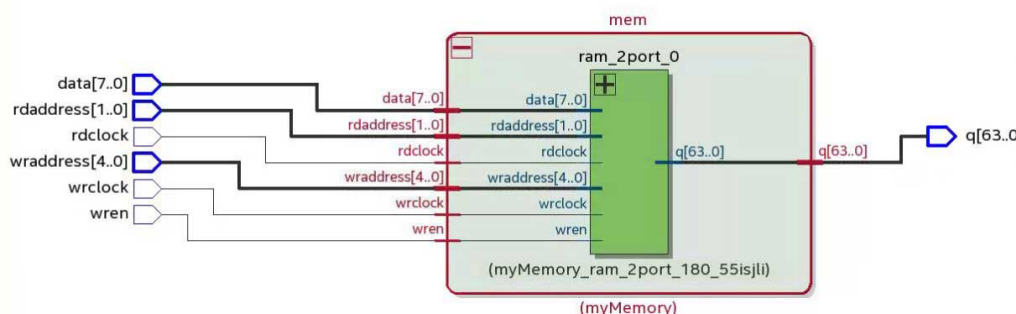 mem
ram_2port_0
data[7..0]
data[7..0]
data[7..0]
rdaddress[1..0]
rdaddress[1..0]
rdaddress[1..0]
rdclock
rdclock
rdclock
q[63..0]
q[63..0]
q[63..0
wraddress[4..0]
wraddress[4..0]
wraddress[4..0]
wrclock
wrclock
wrclock
wren
wren
wren
(myMemory_ram_2port_180_55isjli)
(myMemory)